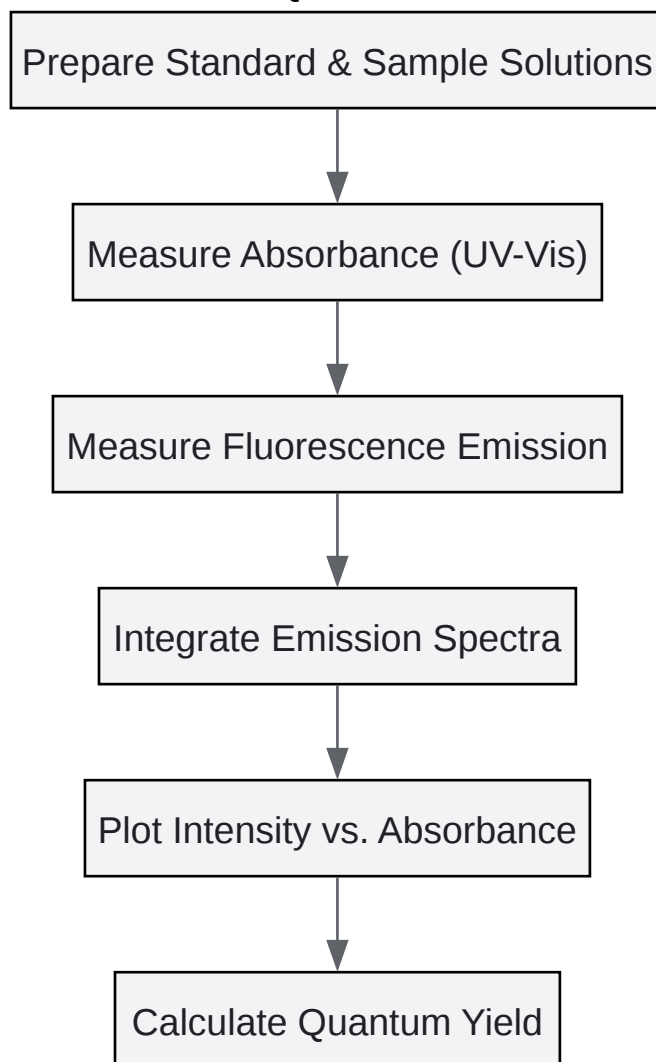 Prepare Standard & Sample Solutions
Measure Absorbance (UV-Vis)
Measure Fluorescence Emission
Integrate Emission Spectra
Plot Intensity vs. Absorbance
Calculate Quantum Yield